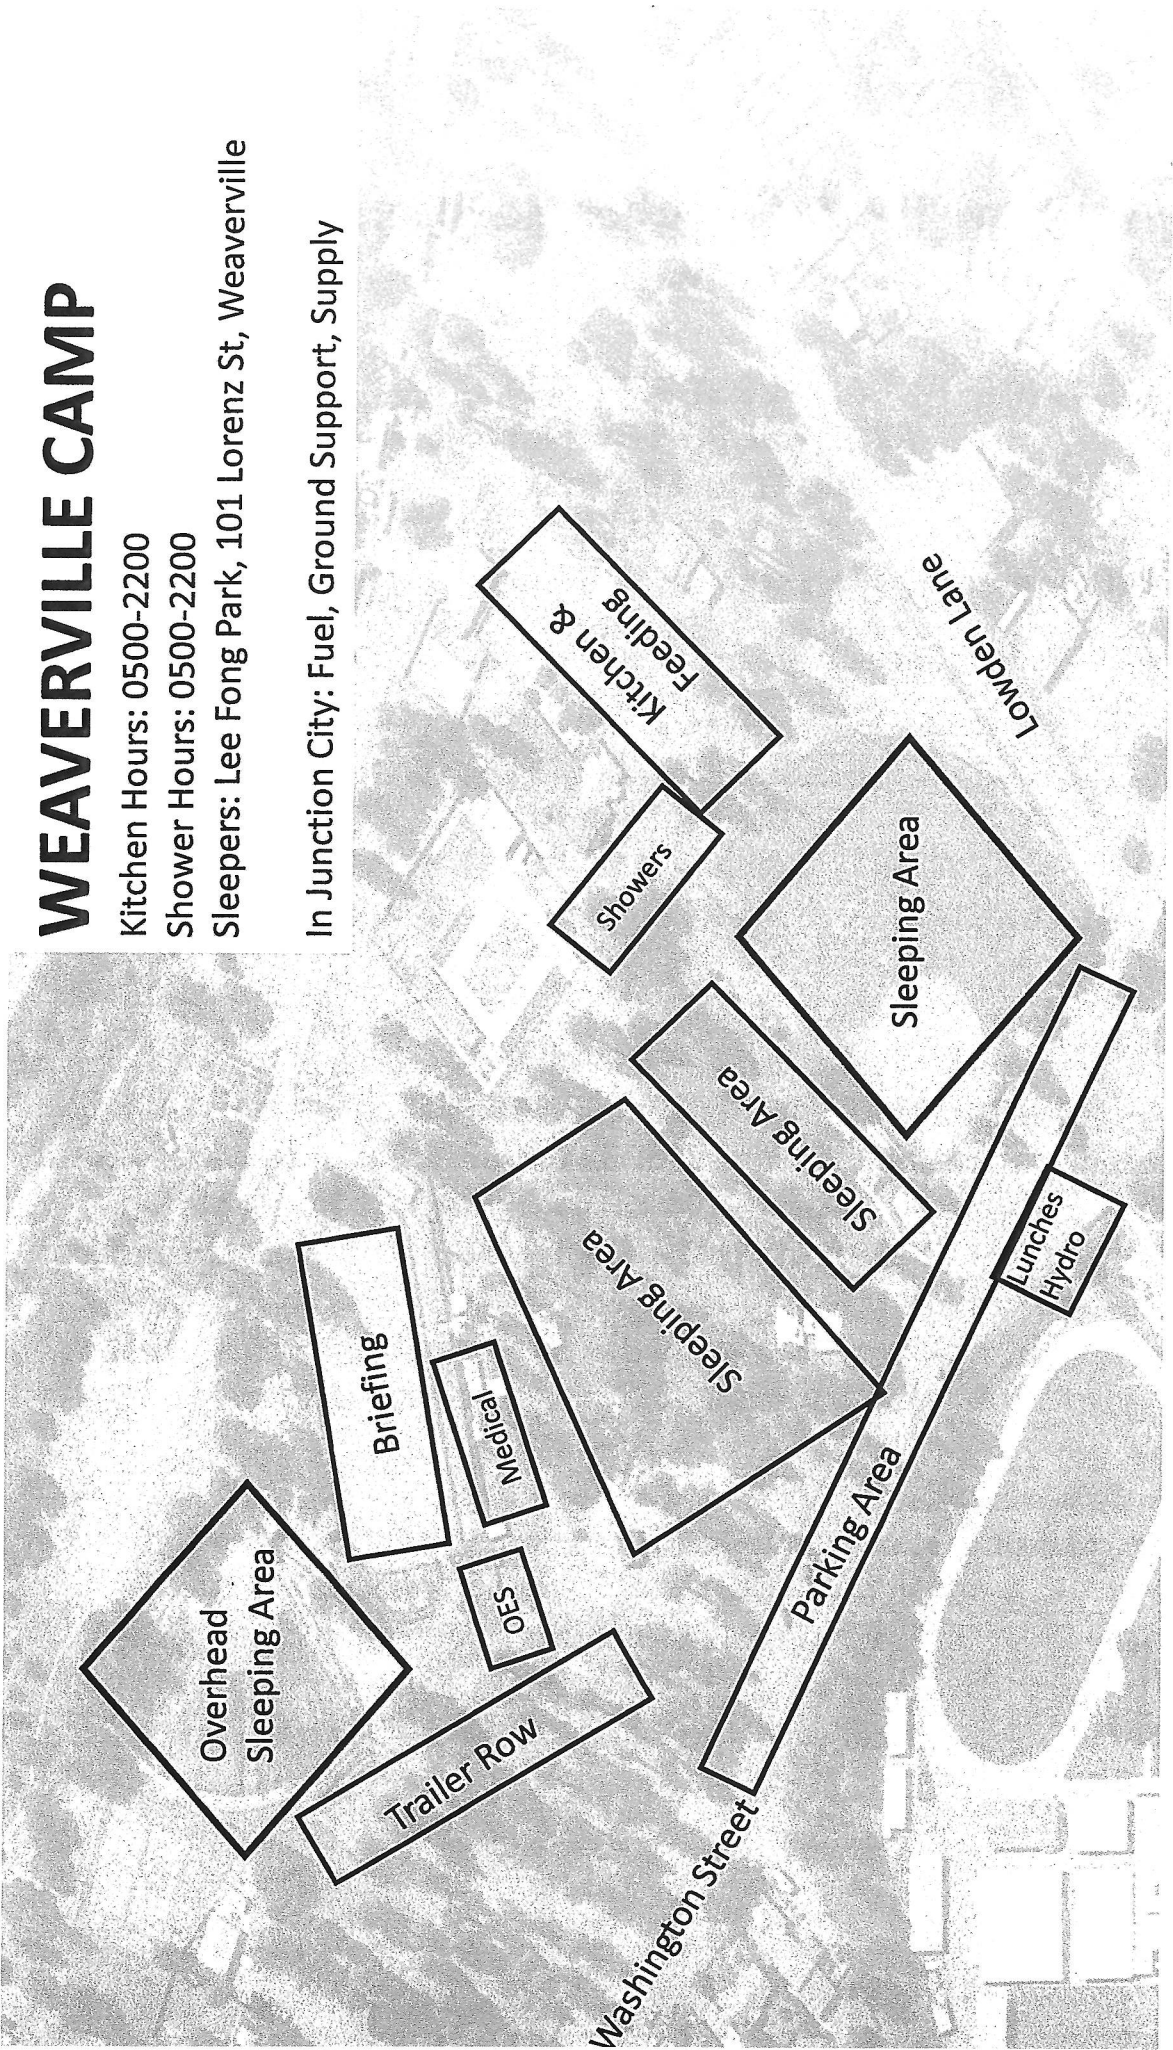 WEAVERVILLE CAMP
Kitchen Hours: 0500-2200
Shower Hours: 0500-2200
Sleepers: Lee Fong Park, 101 Lorenz St, Weaverville
In Junction City: Fuel, Ground Support, Supply
Overhead
Sleeping Area
Briefing
Trailer Row
OES
Medical
Sleeping Area
Sleeping Area
Showers
Kitchen &
Feeding
Sleeping Area
Lowden Lane
Washington Street
Parking Area
Lunches
Hydro